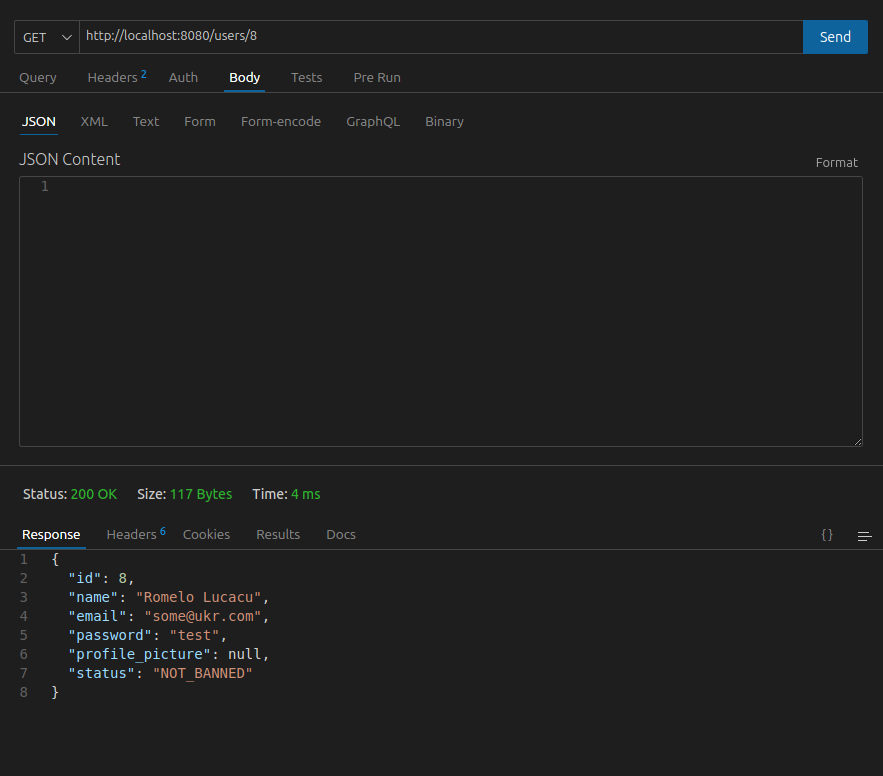 GET http://localhost:8080/users/8 Send
Query Headers 2 Auth Body Tests Pre Run
JSON XML Text Form Form-encode GraphQL Binary
JSON Content Format
1
Status: 200 OK Size: 117 Bytes Time: 4 ms
Response Headers 6 Cookies Results Docs {}
1 {
2 "id": 8,
3 "name": "Romelo Lucacu",
4 "email": "some@ukr.com",
5 "password": "test",
6 "profile_picture": null,
7 "status": "NOT_BANNED"
8 }